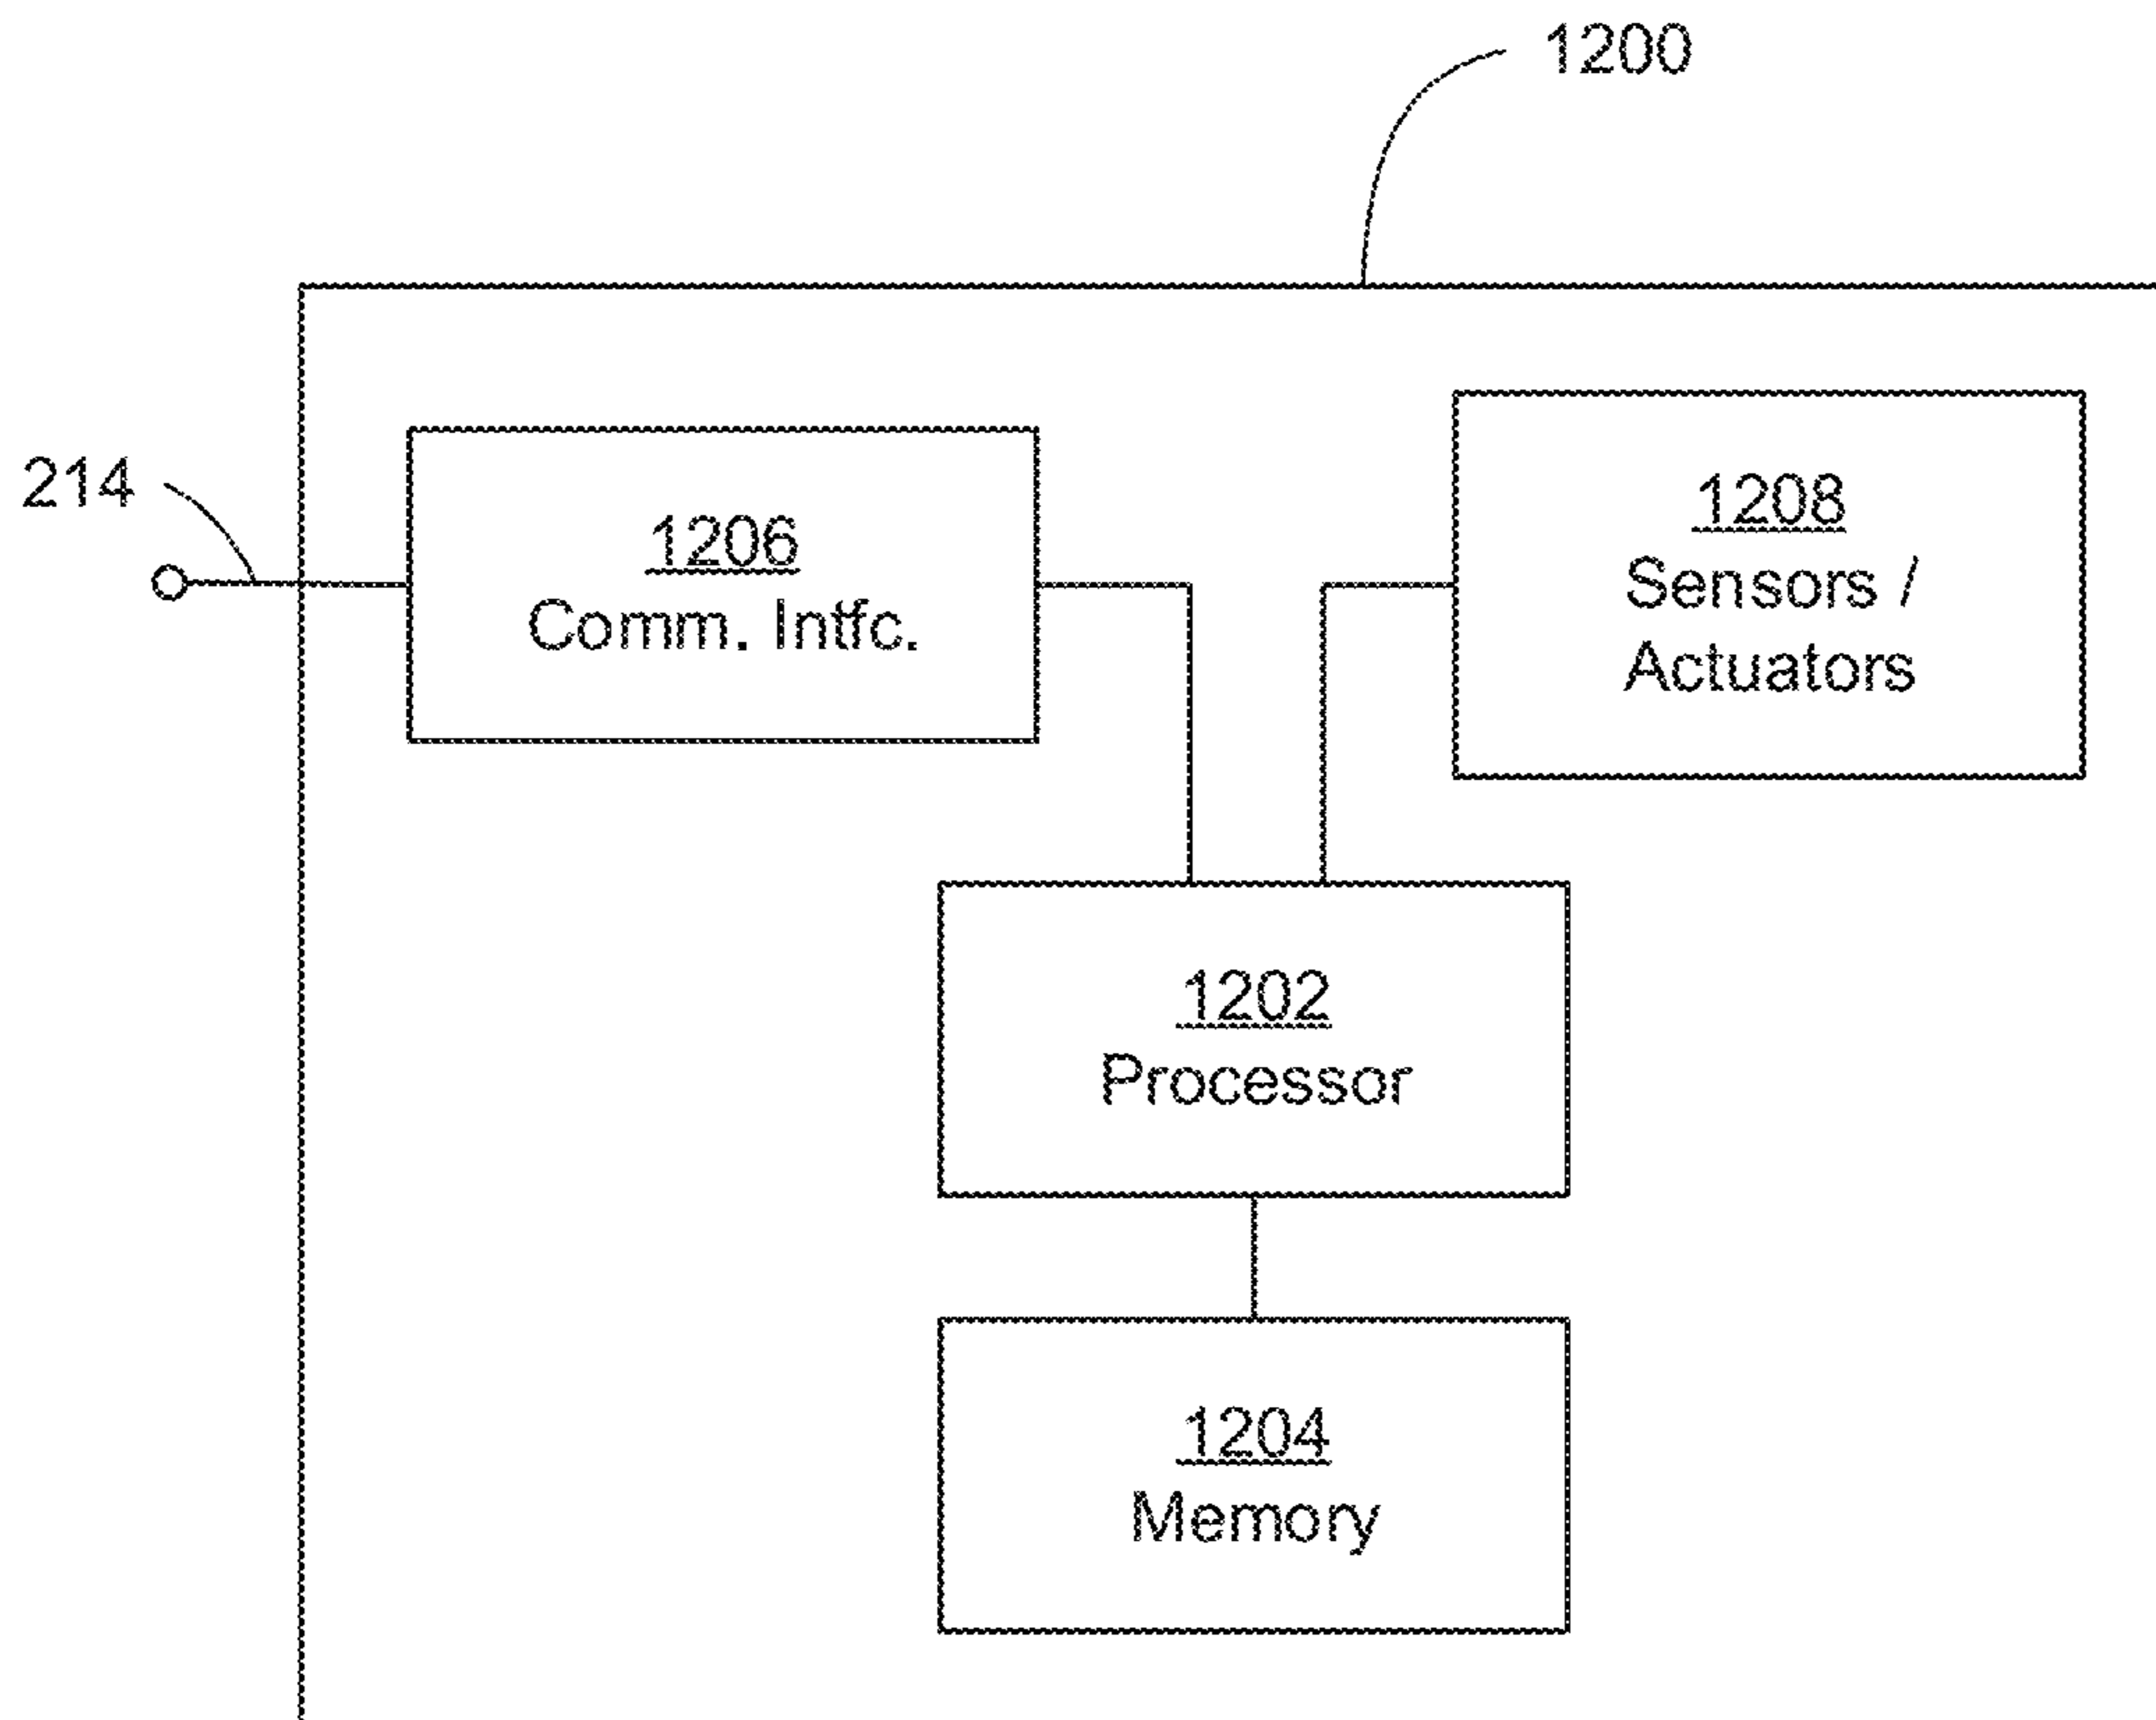 1200
214
1206
Comm. Intfc.
1208
Sensors /
Actuators
1202
Processor
1204
Memory